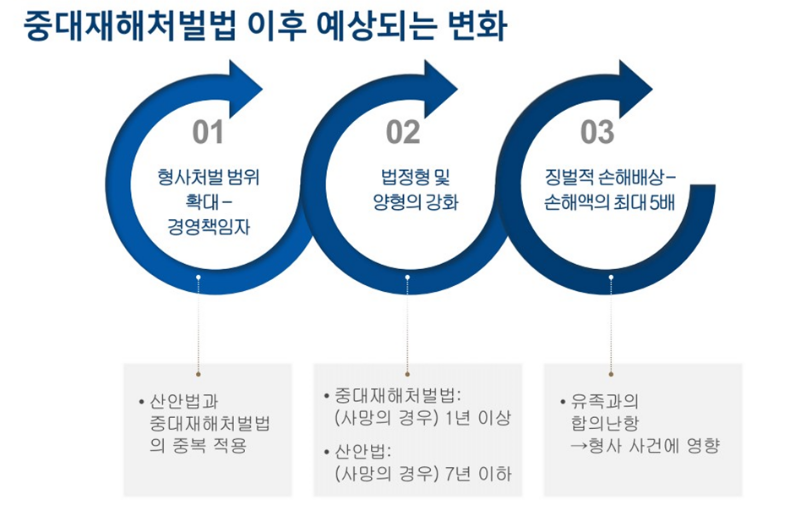 중대재해처벌법 이후 예상되는 변화
01
형사처벌 범위
확대 –
경영책임자
02
법정형 및
양형의 강화
03
징벌적 손해배상–
손해액의 최대 5배
• 산안법과
중대재해처벌법
의 중복 적용
• 중대재해처벌법:
(사망의 경우) 1년 이상
• 산안법:
(사망의 경우) 7년 이하
• 유족과의
합의난항
→형사 사건에 영향